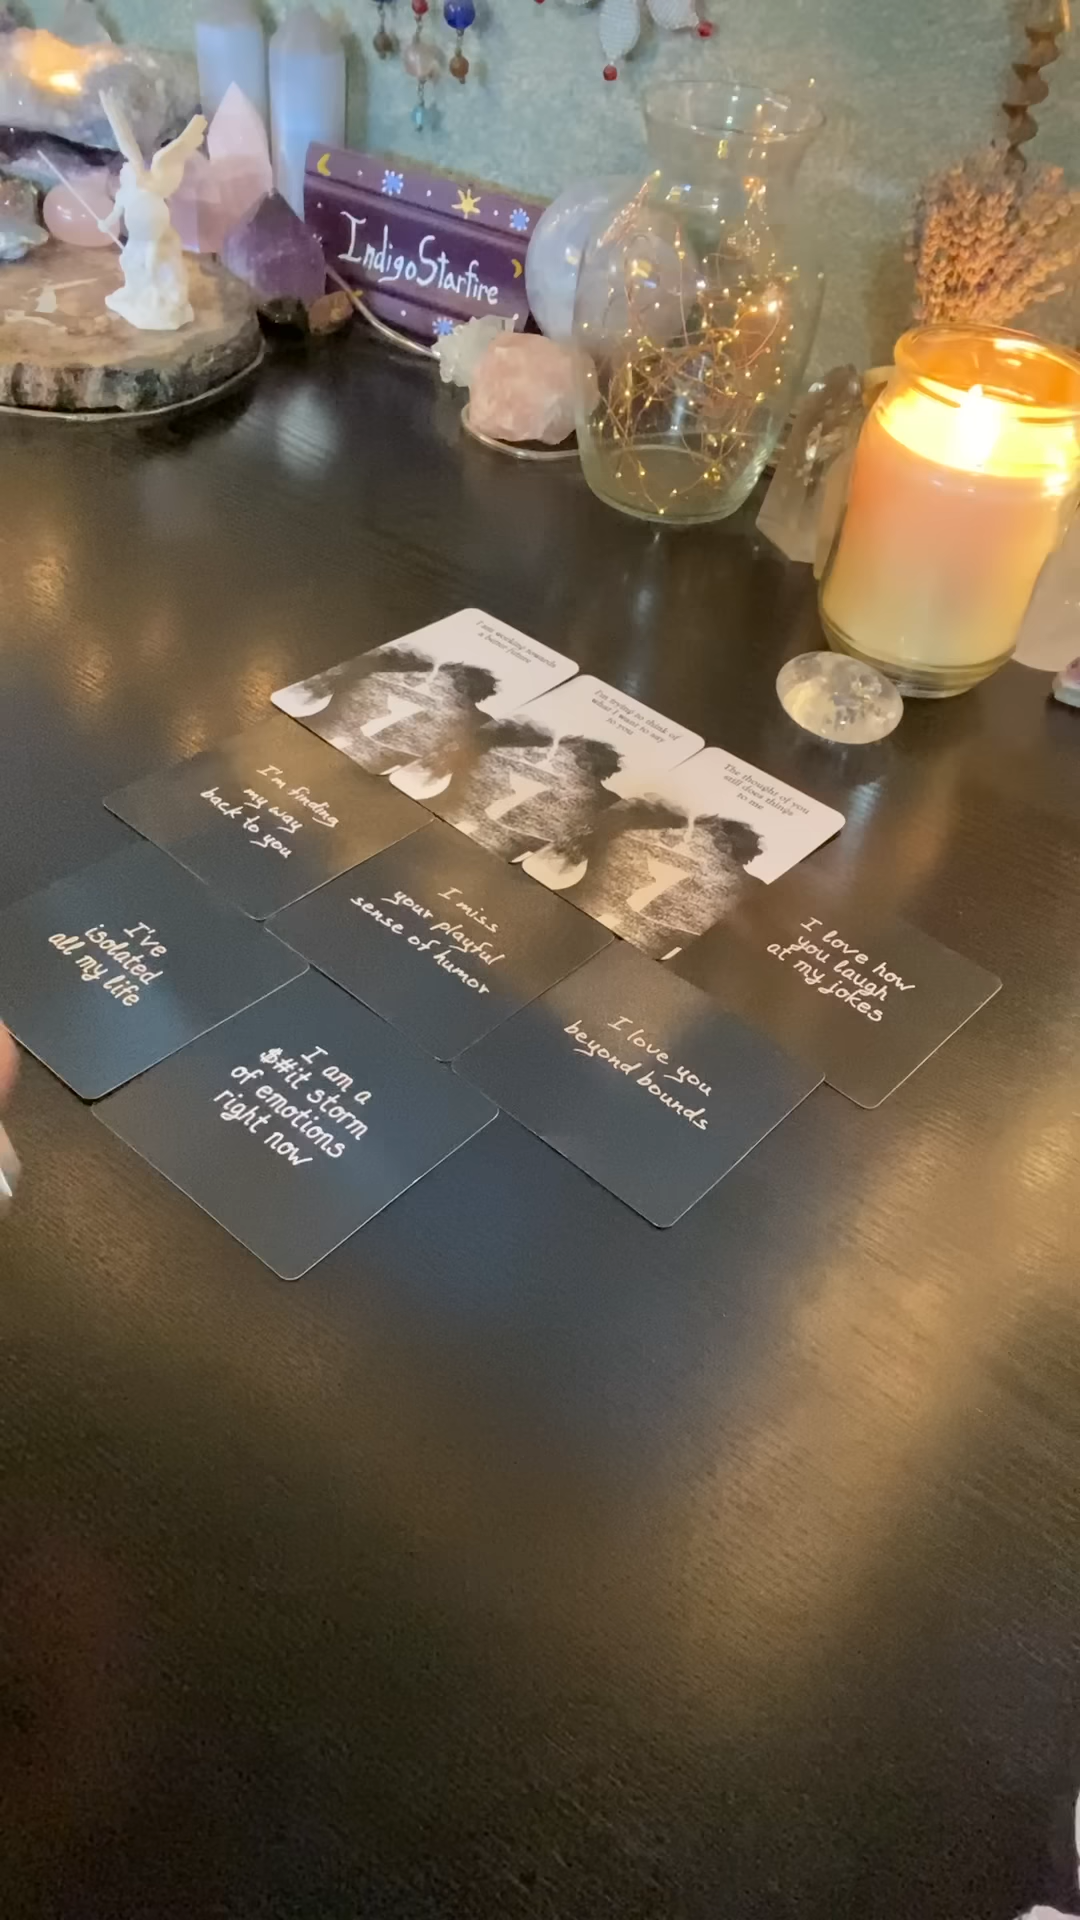 IndigoStarfire
I am working towards
a better future
I'm trying to think of
what I want to say
to you
The thought of you
still does things
to me
I'm finding
my way
back to you
I miss
your playful
sense of humor
I love how
you laugh
at my jokes
I've
isolated
all my life
I love you
beyond bounds
I am a
$#it storm
of emotions
right now